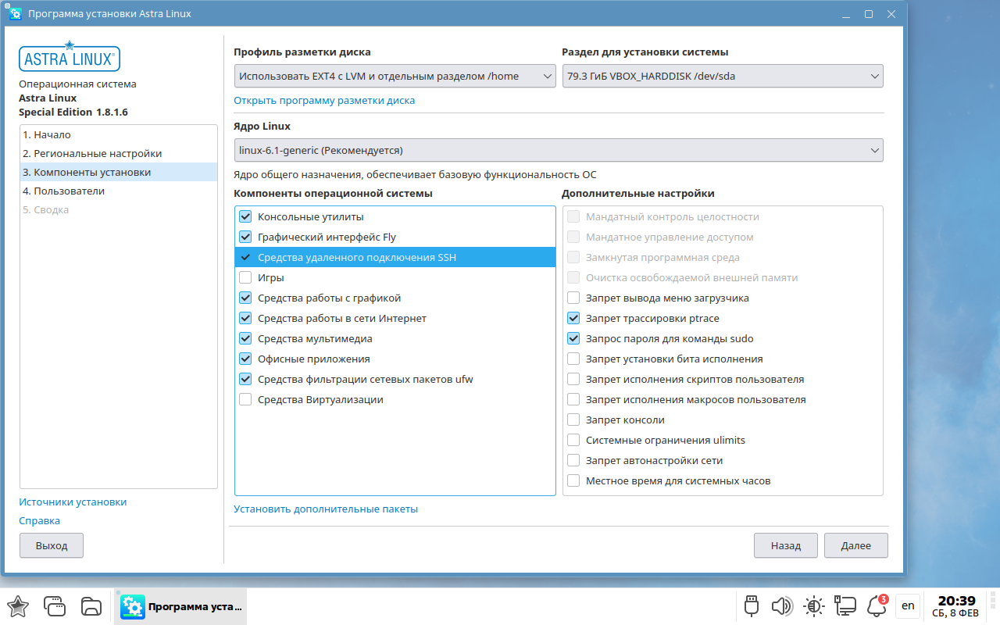 Программа установки Astra Linux
ASTRA LINUX®
Операционная система
Astra Linux
Special Edition 1.8.1.6
1. Начало
2. Региональные настройки
3. Компоненты установки
4. Пользователи
5. Сводка
Источники установки
Справка
Выход
Профиль разметки диска
Использовать EXT4 с LVM и отдельным разделом /home
Раздел для установки системы
79.3 ГиБ VBOX_HARDDISK /dev/sda
Открыть программу разметки диска
Ядро Linux
linux-6.1-generic (Рекомендуется)
Ядро общего назначения, обеспечивает базовую функциональность ОС
Компоненты операционной системы
Консольные утилиты
Графический интерфейс Fly
Средства удаленного подключения SSH
Игры
Средства работы с графикой
Средства работы в сети Интернет
Средства мультимедиа
Офисные приложения
Средства фильтрации сетевых пакетов ufw
Средства Виртуализации
Дополнительные настройки
Мандатный контроль целостности
Мандатное управление доступом
Замкнутая программная среда
Очистка освобождаемой внешней памяти
Запрет вывода меню загрузчика
Запрет трассировки ptrace
Запрос пароля для команды sudo
Запрет установки бита исполнения
Запрет исполнения скриптов пользователя
Запрет исполнения макросов пользователя
Запрет консоли
Системные ограничения ulimits
Запрет автонастройки сети
Местное время для системных часов
Установить дополнительные пакеты
Назад
Далее
Программа уста...
3
en
20:39
СБ, 8 ФЕВ